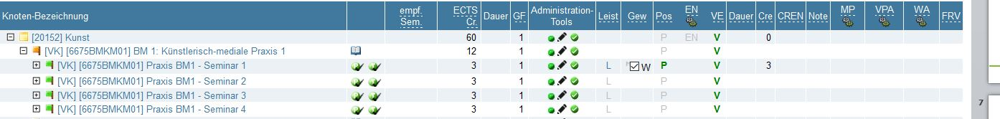 Knoten-Bezeichnung empf. Sem. ECTS Cr. Dauer GF Administration-Tools Leist Gew Pos EN VE Dauer Cre CREN Note MP VPA WA FRV
[20152] Kunst 60 1 P EN V 0
[VK] [6675BMKM01] BM 1: Künstlerisch-mediale Praxis 1 12 1 P V
[VK] [6675BMKM01] Praxis BM1 - Seminar 1 3 1 L W P V 3
[VK] [6675BMKM01] Praxis BM1 - Seminar 2 3 1 L P V
[VK] [6675BMKM01] Praxis BM1 - Seminar 3 3 1 L P V
[VK] [6675BMKM01] Praxis BM1 - Seminar 4 3 1 L P V
7